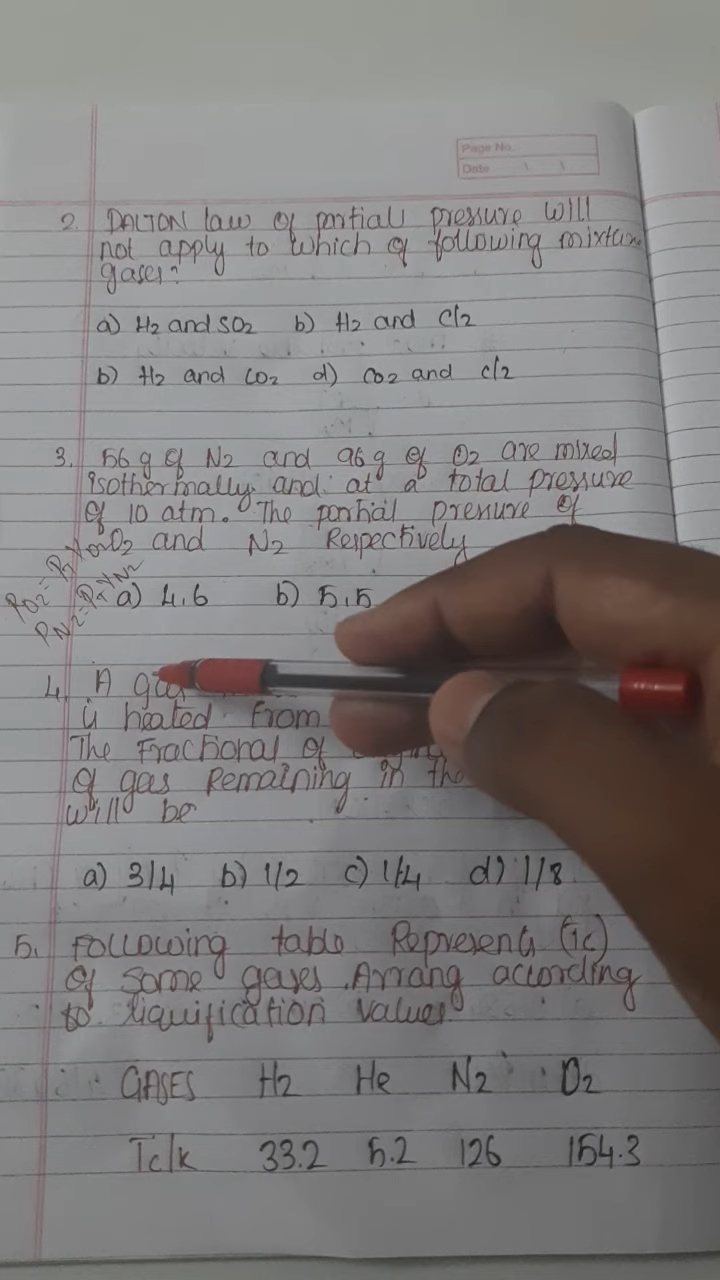 Page No.
Date
2. DALTON law of partial pressure will
not apply to which of following mixture
gases?
a) H2 and SO2 b) H2 and Cl2
b) H2 and CO2 d) CO2 and Cl2
3. 56 g of N2 and 96 g of O2 are mixed
isothermally and at a total pressure
of 10 atm. The partial pressure of
O2 and N2 Respectively
a) 4,6 b) 5,5
4. A
is heated from
The Fractional of
of gas Remaining in the
will be
a) 3/4 b) 1/2 c) 1/4 d) 1/8
5. Following table Represents (Tc)
of some gases. Arrang according
to liquification values
GASES H2 He N2 O2
Tc/k 33.2 5.2 126 154.3